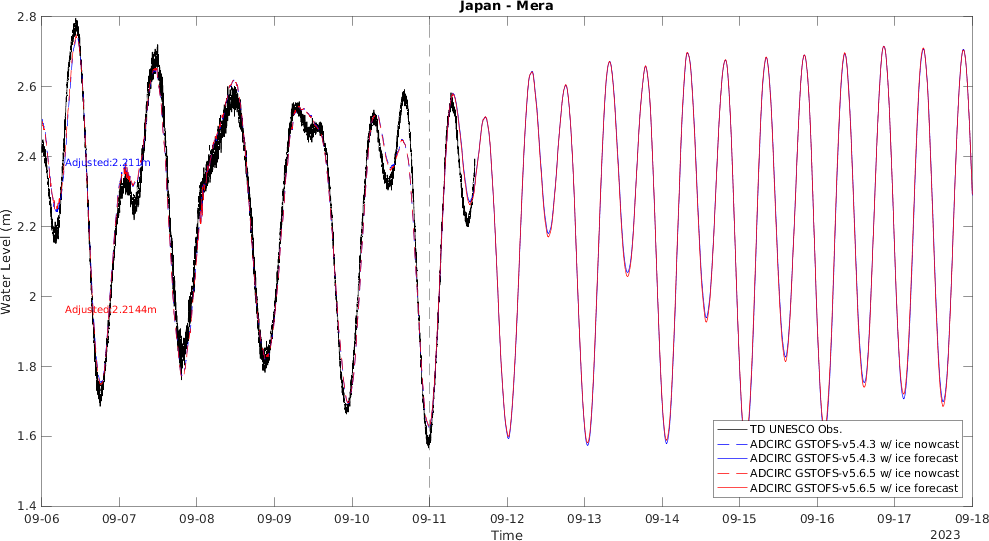 Japan - Mera
2.8
2.6
2.4
2.2
2
1.8
1.6
1.4
Water Level (m)
Adjusted:2.211m
Adjusted:2.2144m
TD UNESCO Obs.
ADCIRC GSTOFS-v5.4.3 w/ ice nowcast
ADCIRC GSTOFS-v5.4.3 w/ ice forecast
ADCIRC GSTOFS-v5.6.5 w/ ice nowcast
ADCIRC GSTOFS-v5.6.5 w/ ice forecast
09-06 09-07 09-08 09-09 09-10 09-11 09-12 09-13 09-14 09-15 09-16 09-17 09-18
Time
2023